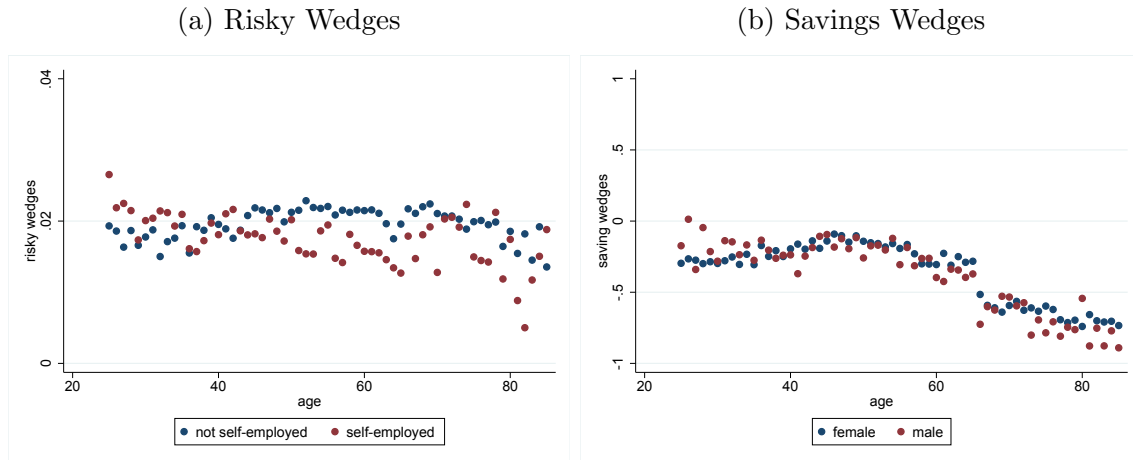 (a) Risky Wedges
(b) Savings Wedges
risky wedges
.04
.02
0
20
40
60
80
age
not self-employed
self-employed
saving wedges
1
.5
0
-.5
-1
20
40
60
80
age
female
male